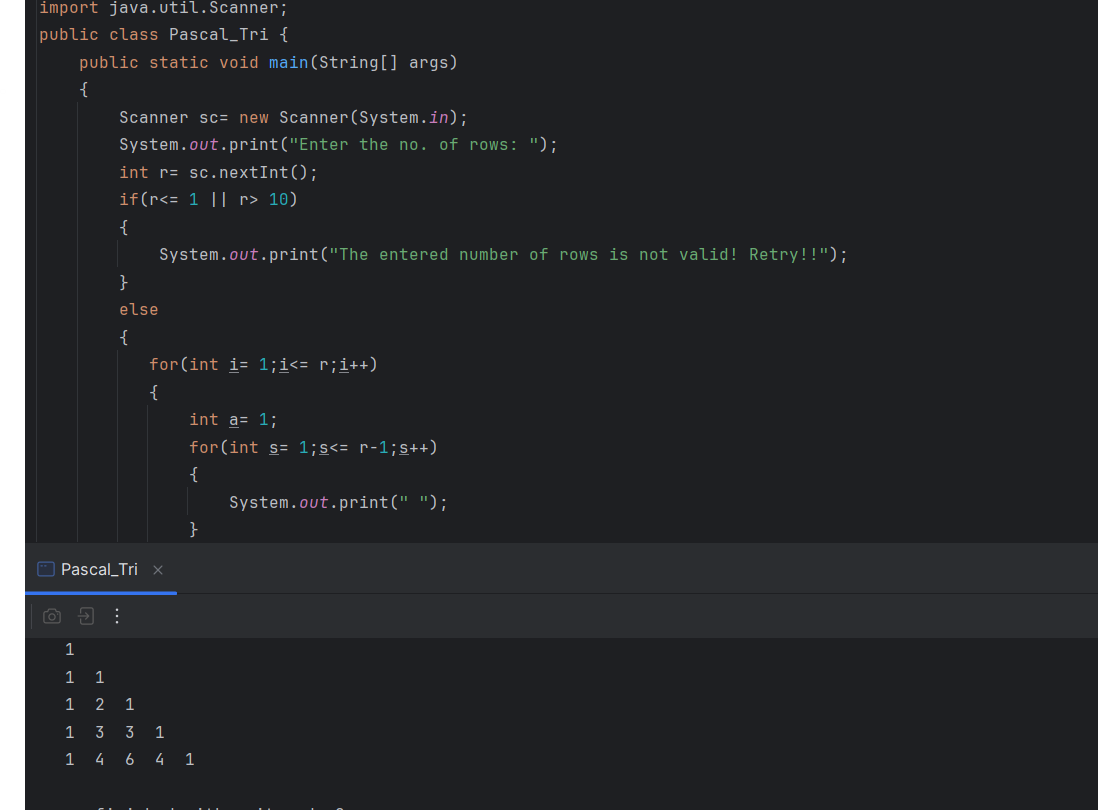 import java.util.Scanner;
public class Pascal_Tri {
public static void main(String[] args)
{
Scanner sc= new Scanner(System.in);
System.out.print("Enter the no. of rows: ");
int r= sc.nextInt();
if(r<= 1 || r> 10)
{
System.out.print("The entered number of rows is not valid! Retry!!");
}
else
{
for(int i= 1;i<= r;i++)
{
int a= 1;
for(int s= 1;s<= r-1;s++)
{
System.out.print(" ");
}
Pascal_Tri
1
1 1
1 2 1
1 3 3 1
1 4 6 4 1